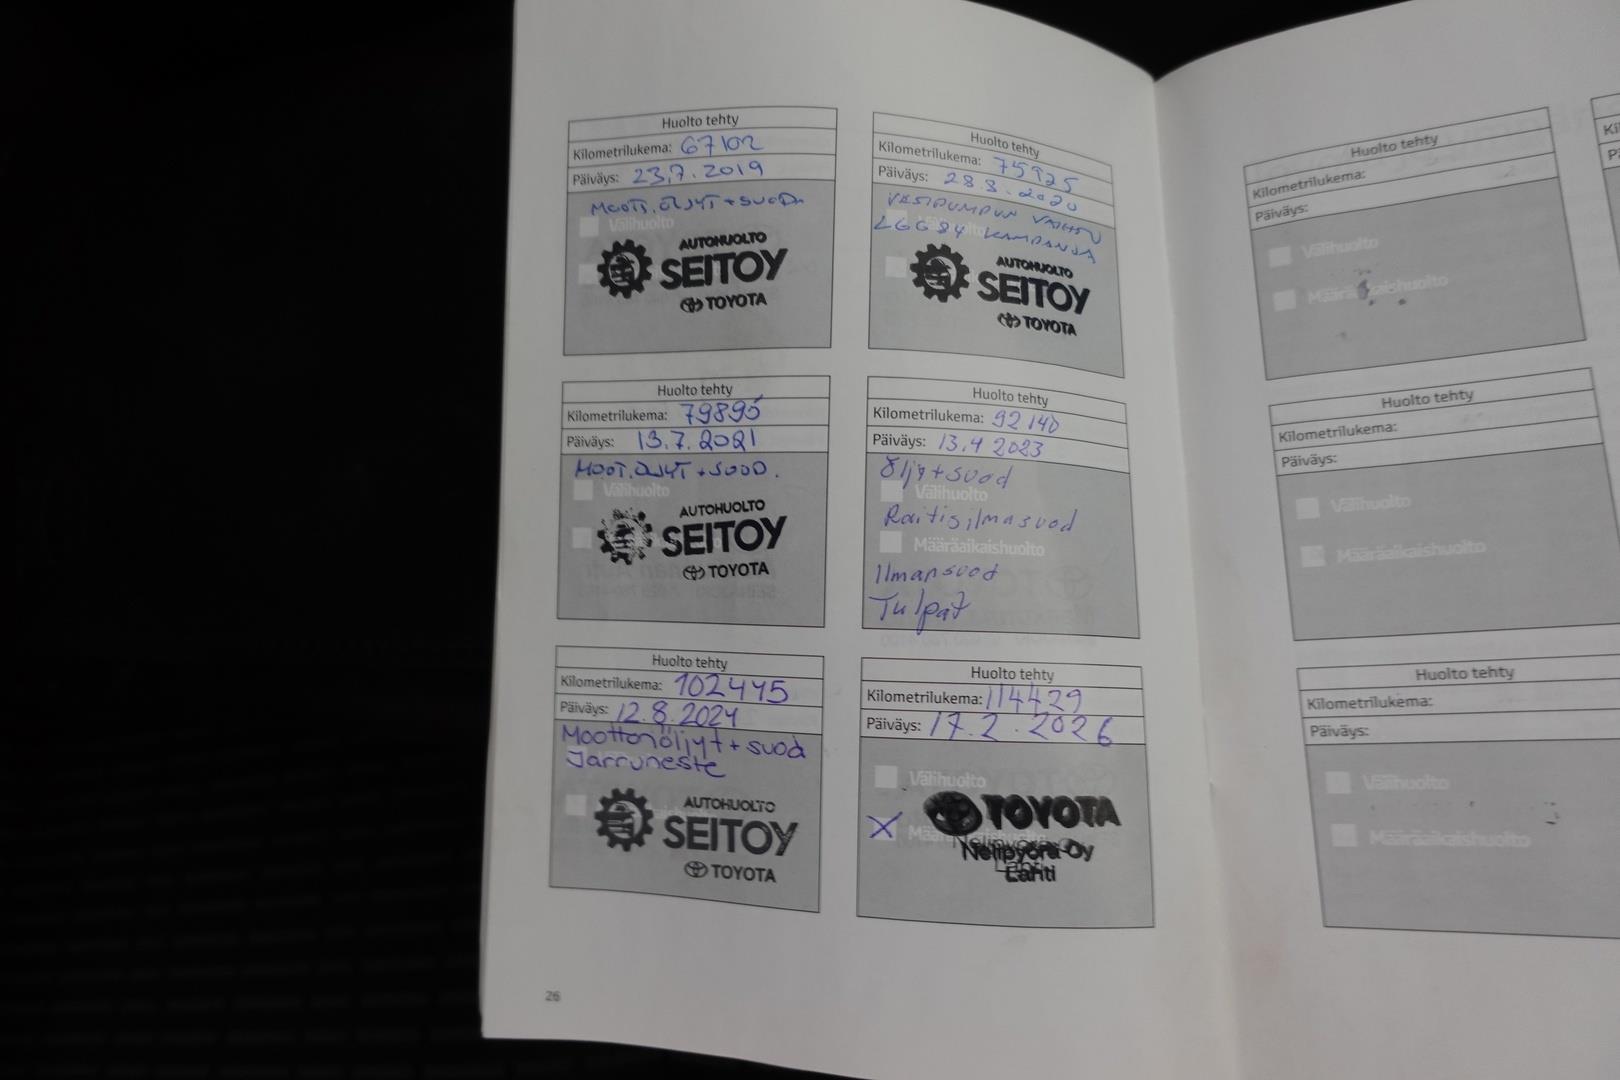 Huolto tehty
Kilometrilukema: 67102
Päiväys: 23.7.2019
MOOT.ÖLJYT + SUOD.
Välihuolto
AUTOHUOLTO
SEITOY
TOYOTA
Huolto tehty
Kilometrilukema: 75925
Päiväys: 28.8.2020
VESIPUMPUN VAIHTO
KAMPANJA
AUTOHUOLTO
SEITOY
TOYOTA
Huolto tehty
Kilometrilukema: 79895
Päiväys: 13.7.2021
MOOT.ÖLJYT + SUOD.
Välihuolto
AUTOHUOLTO
SEITOY
TOYOTA
Huolto tehty
Kilometrilukema: 92140
Päiväys: 13.4 2023
Öljy + suod
Välihuolto
Raitisilmasuod
Määräaikaishuolto
Ilmansuod
Tulpat
Huolto tehty
Kilometrilukema: 102445
Päiväys: 12.8.2024
Moottoriöljyt + suod
Jarruneste
AUTOHUOLTO
SEITOY
TOYOTA
Huolto tehty
Kilometrilukema: 114429
Päiväys: 17.2.2026
Välihuolto
X
TOYOTA
Nelipyörä Oy
Lahti
26
Huolto tehty
Kilometrilukema:
Päiväys:
Välihuolto
Määräaikaishuolto
Huolto tehty
Kilometrilukema:
Päiväys:
Välihuolto
Määräaikaishuolto
Huolto tehty
Kilometrilukema:
Päiväys:
Välihuolto
Määräaikaishuolto